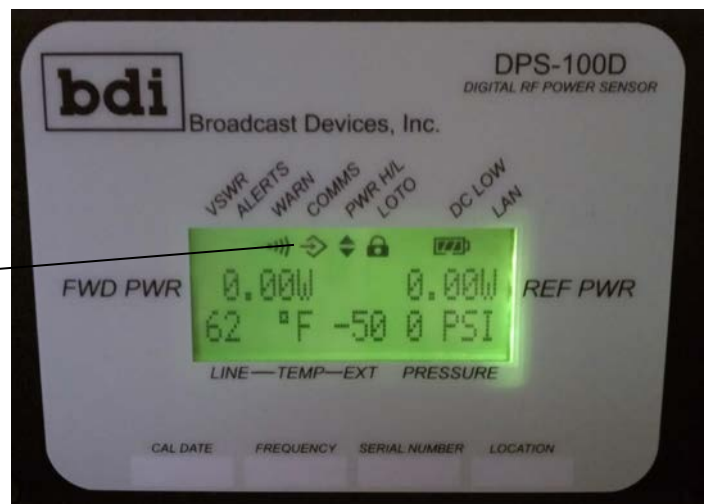 bdi
Broadcast Devices, Inc.
DPS-100D
DIGITAL RF POWER SENSOR
VSWR ALERTS WARN COMMS PWR H/L LOTO DC LOW LAN
FWD PWR 0.00W 0.00W REF PWR
62 °F -50 0 PSI
LINE—TEMP—EXT PRESSURE
CAL DATE FREQUENCY SERIAL NUMBER LOCATION